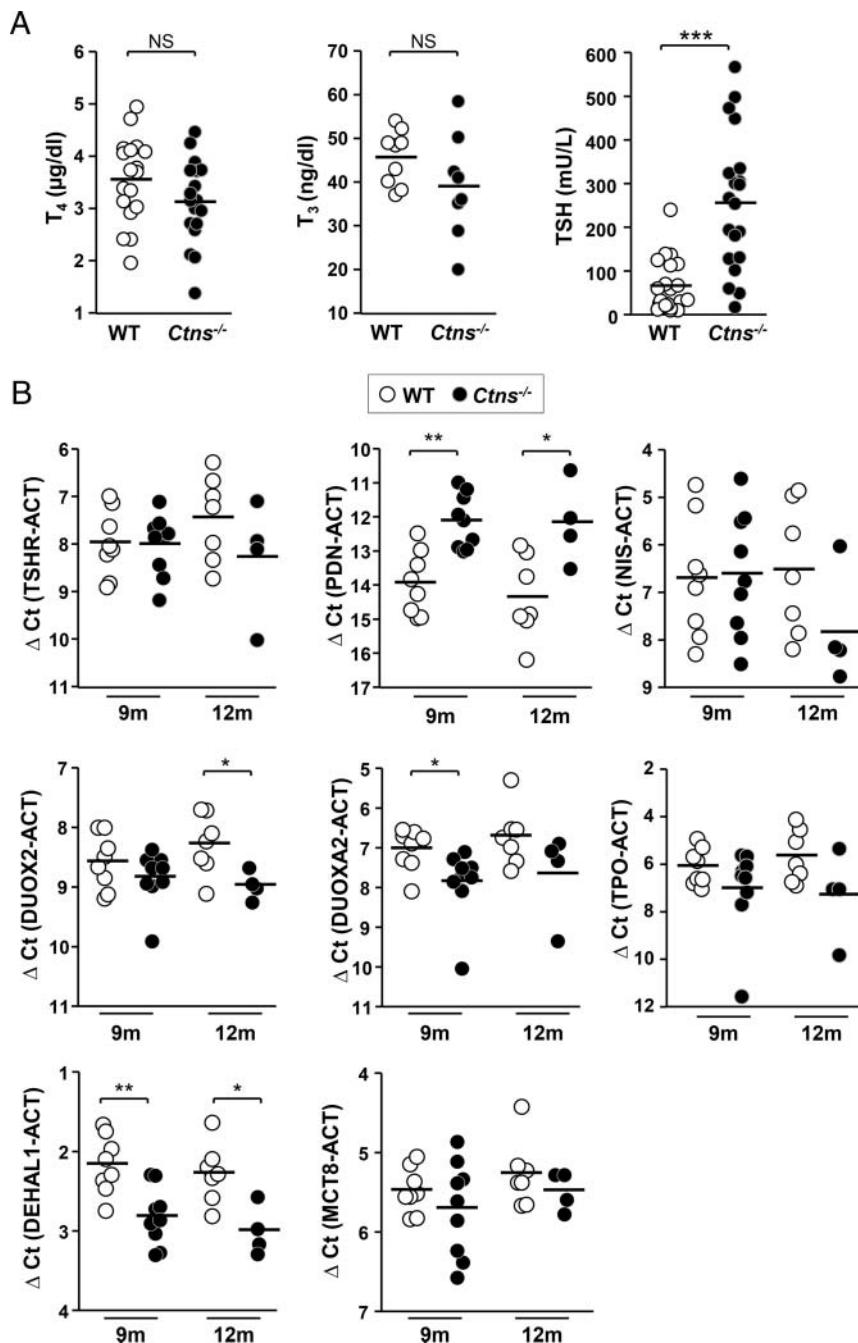 A
NS
NS
***
6
5
4
3
2
1
T4 (µg/dl)
WT
Ctns-/-
70
60
50
40
30
20
10
T3 (ng/dl)
WT
Ctns-/-
600
500
400
300
200
100
0
TSH (mU/L)
WT
Ctns-/-
B
WT Ctns-/-
6
7
8
9
10
11
Δ Ct (TSHR-ACT)
9m 12m
** *
10
11
12
13
14
15
16
17
Δ Ct (PDN-ACT)
9m 12m
4
5
6
7
8
9
Δ Ct (NIS-ACT)
9m 12m
*
7
8
9
10
11
Δ Ct (DUOX2-ACT)
9m 12m
*
5
6
7
8
9
10
11
Δ Ct (DUOXA2-ACT)
9m 12m
2
4
6
8
10
12
Δ Ct (TPO-ACT)
9m 12m
** *
1
2
3
4
Δ Ct (DEHAL1-ACT)
9m 12m
4
5
6
7
Δ Ct (MCT8-ACT)
9m 12m